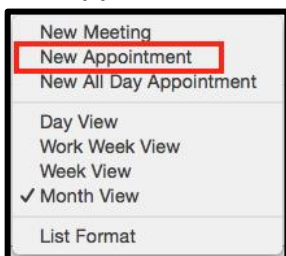 New Meeting
New Appointment
New All Day Appointment
Day View
Work Week View
Week View
✓ Month View
List Format